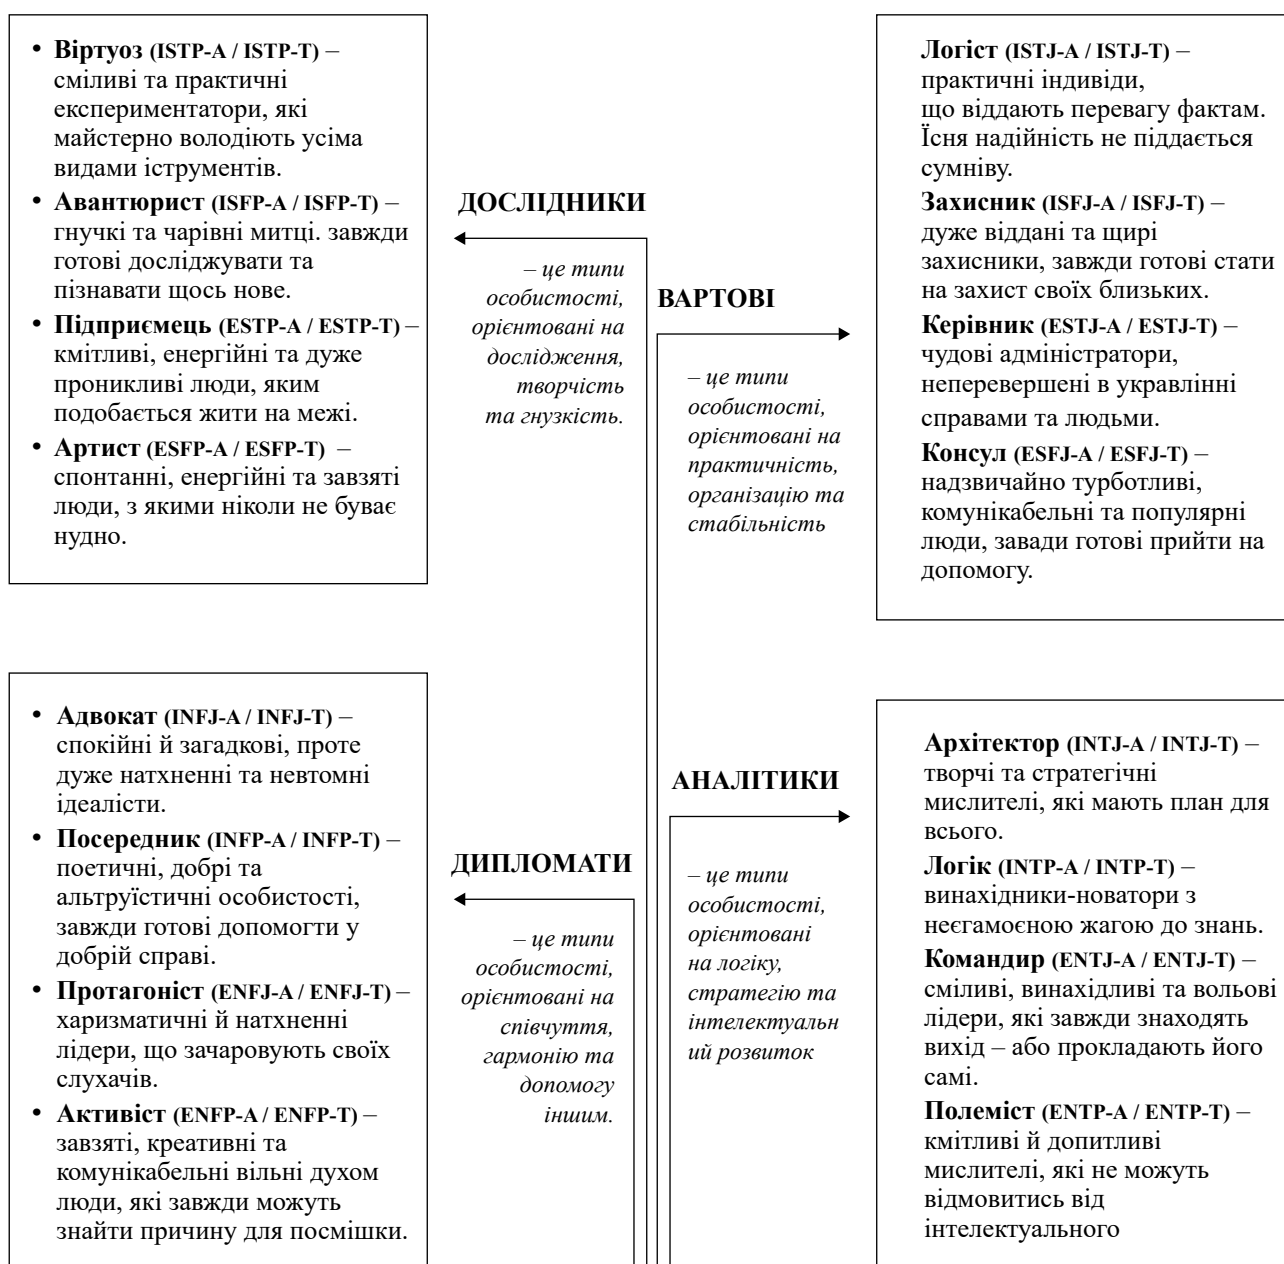 • Віртуоз (ISTP-A / ISTP-T) –
сміливі та практичні
експериментатори, які
майстерно володіють усіма
видами іструментів.
• Авантюрист (ISFP-A / ISFP-T) –
гнучкі та чарівні митці. завжди
готові досліджувати та
пізнавати щось нове.
• Підприємець (ESTP-A / ESTP-T) –
кмітливі, енергійні та дуже
проникливі люди, яким
подобається жити на межі.
• Артист (ESFP-A / ESFP-T) –
спонтанні, енергійні та завзяті
люди, з якими ніколи не буває
нудно.
ДОСЛІДНИКИ
– це типи
особистості,
орієнтовані на
дослідження,
творчість
та гнузкість.
ВАРТОВІ
– це типи
особистості,
орієнтовані на
практичність,
організацію та
стабільність
Логіст (ISTJ-A / ISTJ-T) –
практичні індивіди,
що віддають перевагу фактам.
Їсня надійність не піддається
сумніву.
Захисник (ISFJ-A / ISFJ-T) –
дуже віддані та щирі
захисники, завжди готові стати
на захист своїх близьких.
Керівник (ESTJ-A / ESTJ-T) –
чудові адміністратори,
неперевершені в управлінні
справами та людьми.
Консул (ESFJ-A / ESFJ-T) –
надзвичайно турботливі,
комунікабельні та популярні
люди, завади готові прийти на
допомогу.
• Адвокат (INFJ-A / INFJ-T) –
спокійні й загадкові, проте
дуже натхненні та невтомні
ідеалісти.
• Посередник (INFP-A / INFP-T) –
поетичні, добрі та
альтруїстичні особистості,
завжди готові допомогти у
добрій справі.
• Протагоніст (ENFJ-A / ENFJ-T) –
харизматичні й натхненні
лідери, що зачаровують своїх
слухачів.
• Активіст (ENFP-A / ENFP-T) –
завзяті, креативні та
комунікабельні вільні духом
люди, які завжди можуть
знайти причину для посмішки.
ДИПЛОМАТИ
– це типи
особистості,
орієнтовані на
співчуття,
гармонію та
допомогу
іншим.
АНАЛІТИКИ
– це типи
особистості,
орієнтовані
на логіку,
стратегію та
інтелектуальн
ий розвиток
Архітектор (INTJ-A / INTJ-T) –
творчі та стратегічні
мислителі, які мають план для
всього.
Логік (INTP-A / INTP-T) –
винахідники-новатори з
неєгамоєною жагою до знань.
Командир (ENTJ-A / ENTJ-T) –
сміливі, винахідливі та вольові
лідери, які завжди знаходять
вихід – або прокладають його
самі.
Полеміст (ENTP-A / ENTP-T) –
кмітливі й допитливі
мислителі, які не можуть
відмовитись від
інтелектуального